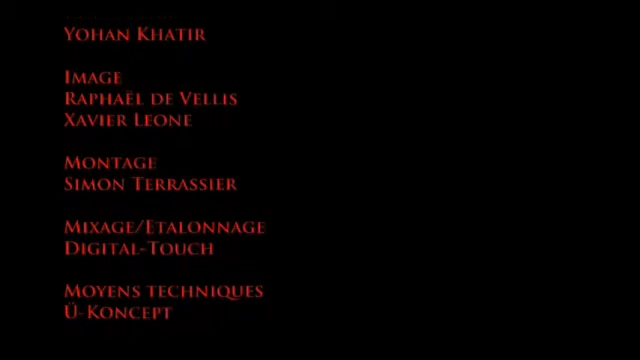 Yohan Khatir
Image
Raphaël de Vellis
Xavier Leone
Montage
Simon Terrassier
Mixage/Etalonnage
Digital-Touch
Moyens techniques
Ü-Koncept